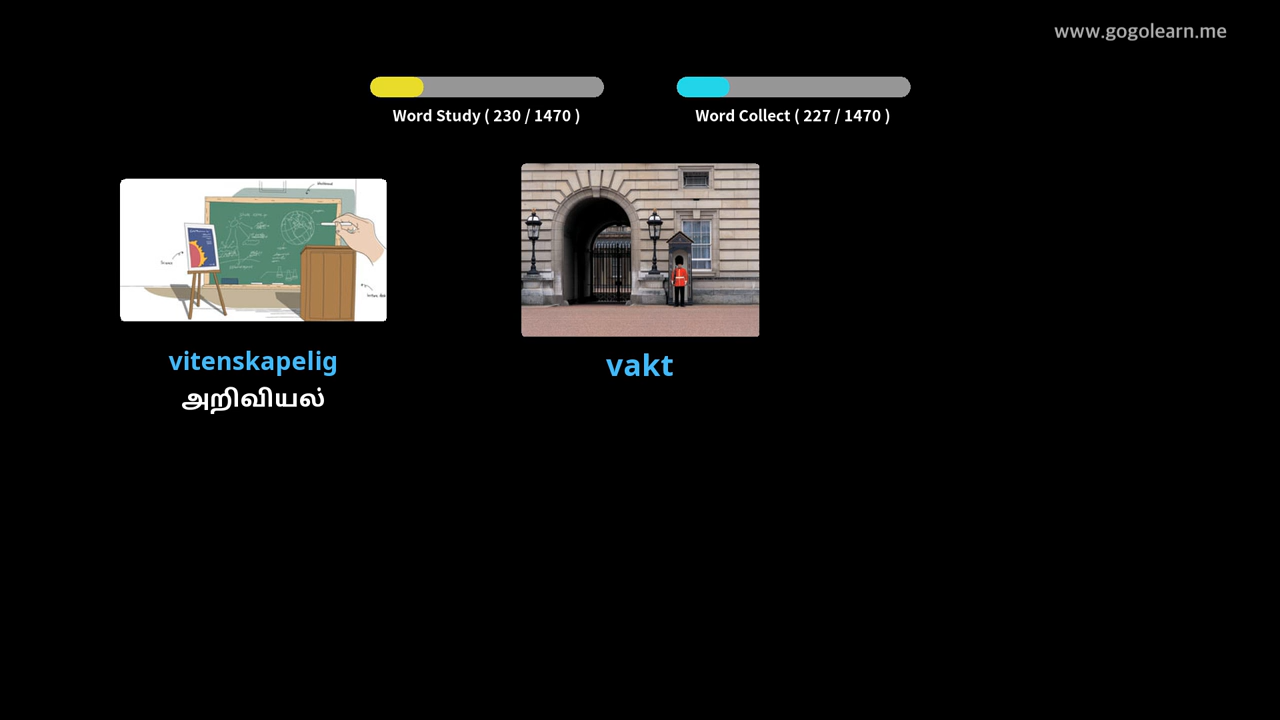 www.gogolearn.me
Word Study ( 230 / 1470 )
Word Collect ( 227 / 1470 )
vitenskapelig
அறிவியல்
vakt